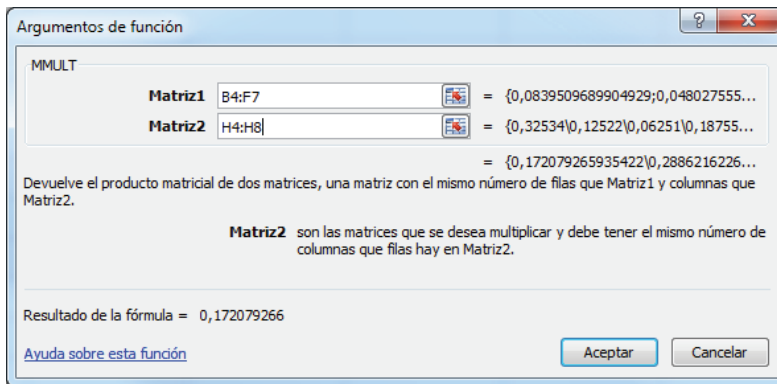 Argumentos de función
MMULT
Matriz1 B4:F7 = {0,0839509689904929;0,048027555...
Matriz2 H4:H8 = {0,32534\0,12522\0,06251\0,18755...
= {0,172079265935422\0,2886216226...
Devuelve el producto matricial de dos matrices, una matriz con el mismo número de filas que Matriz1 y columnas que
Matriz2.
Matriz2 son las matrices que se desea multiplicar y debe tener el mismo número de
columnas que filas hay en Matriz2.
Resultado de la fórmula = 0,172079266
Ayuda sobre esta función Aceptar Cancelar